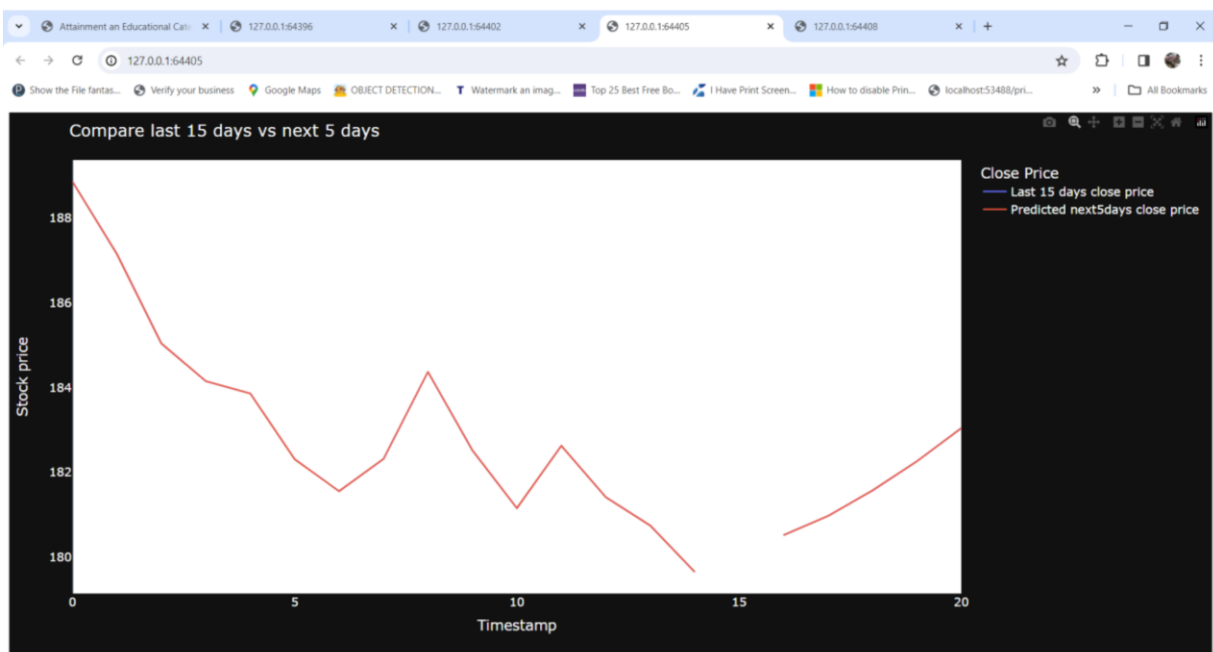 Attainment an Educational Cate
127.0.0.1:64396
127.0.0.1:64402
127.0.0.1:64405
127.0.0.1:64408
127.0.0.1:64405
Show the File fantas...
Verify your business
Google Maps
OBJECT DETECTION...
T Watermark an imag...
Top 25 Best Free Bo...
I Have Print Screen...
How to disable Prin...
localhost:53488/pri...
»
All Bookmarks
Compare last 15 days vs next 5 days
Close Price
Last 15 days close price
Predicted next5days close price
188
186
184
182
180
Stock price
0 5 10 15 20
Timestamp